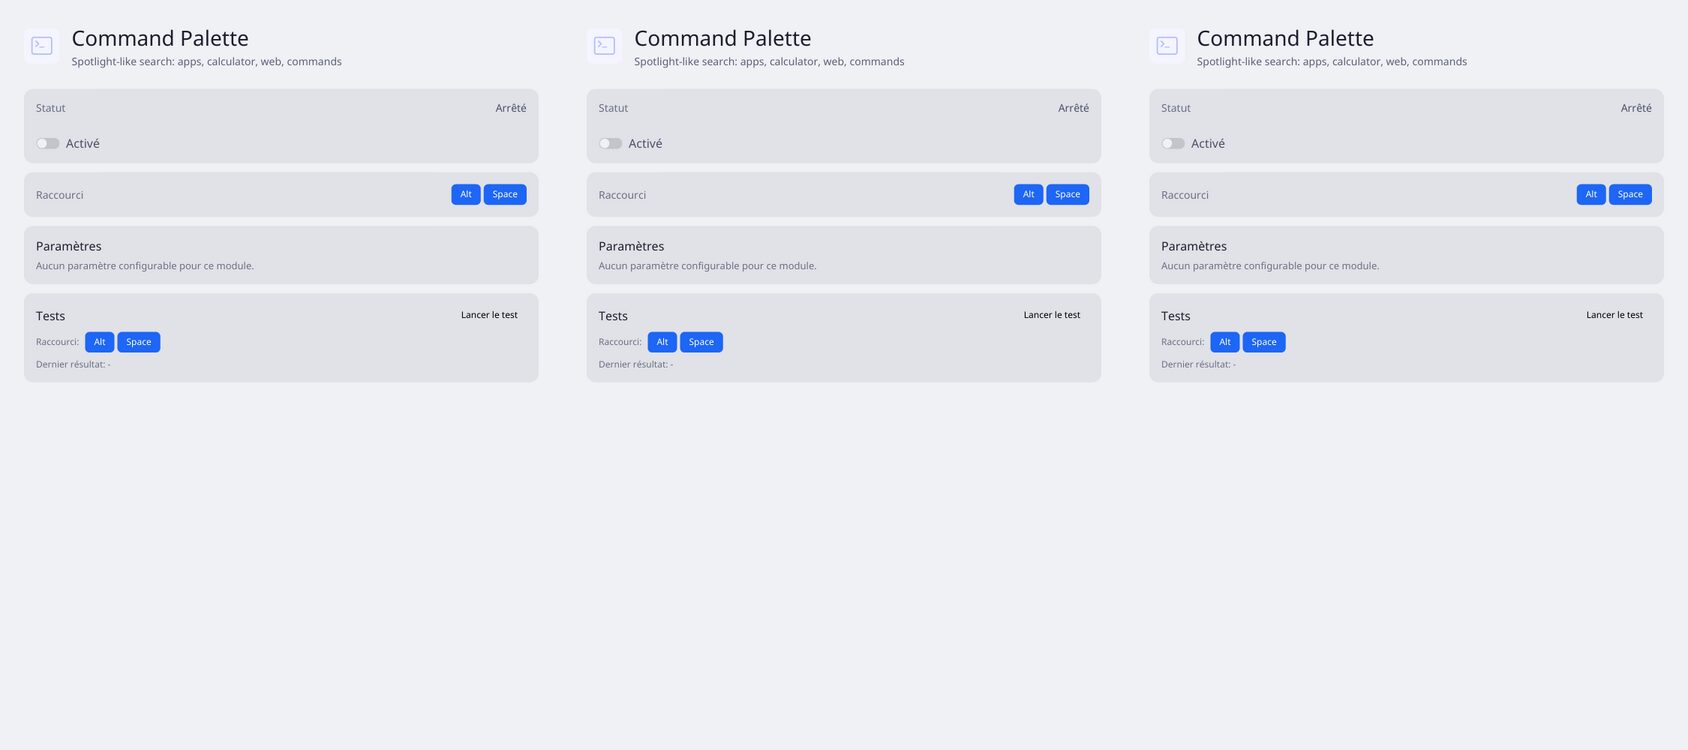 Command Palette
Spotlight-like search: apps, calculator, web, commands
Statut Arrêté
Activé
Raccourci Alt Space
Paramètres
Aucun paramètre configurable pour ce module.
Tests Lancer le test
Raccourci: Alt Space
Dernier résultat: -
Command Palette
Spotlight-like search: apps, calculator, web, commands
Statut Arrêté
Activé
Raccourci Alt Space
Paramètres
Aucun paramètre configurable pour ce module.
Tests Lancer le test
Raccourci: Alt Space
Dernier résultat: -
Command Palette
Spotlight-like search: apps, calculator, web, commands
Statut Arrêté
Activé
Raccourci Alt Space
Paramètres
Aucun paramètre configurable pour ce module.
Tests Lancer le test
Raccourci: Alt Space
Dernier résultat: -